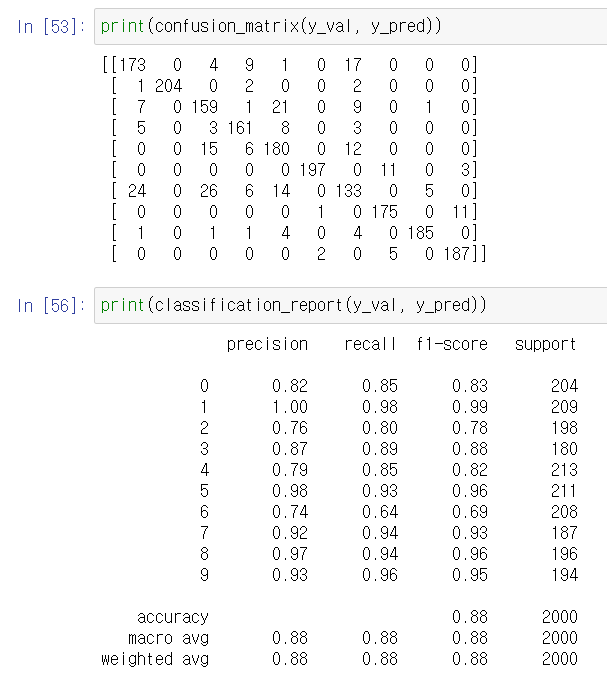 In [53]: print(confusion_matrix(y_val, y_pred))
[[173 0 4 9 1 0 17 0 0 0]
[ 1 204 0 2 0 0 2 0 0 0]
[ 7 0 159 1 21 0 9 0 1 0]
[ 5 0 3 161 8 0 3 0 0 0]
[ 0 0 15 6 180 0 12 0 0 0]
[ 0 0 0 0 0 197 0 11 0 3]
[ 24 0 26 6 14 0 133 0 5 0]
[ 0 0 0 0 0 1 0 175 0 11]
[ 1 0 1 1 4 0 4 0 185 0]
[ 0 0 0 0 0 2 0 5 0 187]]
In [56]: print(classification_report(y_val, y_pred))
precision recall f1-score support
0 0.82 0.85 0.83 204
1 1.00 0.98 0.99 209
2 0.76 0.80 0.78 198
3 0.87 0.89 0.88 180
4 0.79 0.85 0.82 213
5 0.98 0.93 0.96 211
6 0.74 0.64 0.69 208
7 0.92 0.94 0.93 187
8 0.97 0.94 0.96 196
9 0.93 0.96 0.95 194
accuracy 0.88 2000
macro avg 0.88 0.88 0.88 2000
weighted avg 0.88 0.88 0.88 2000